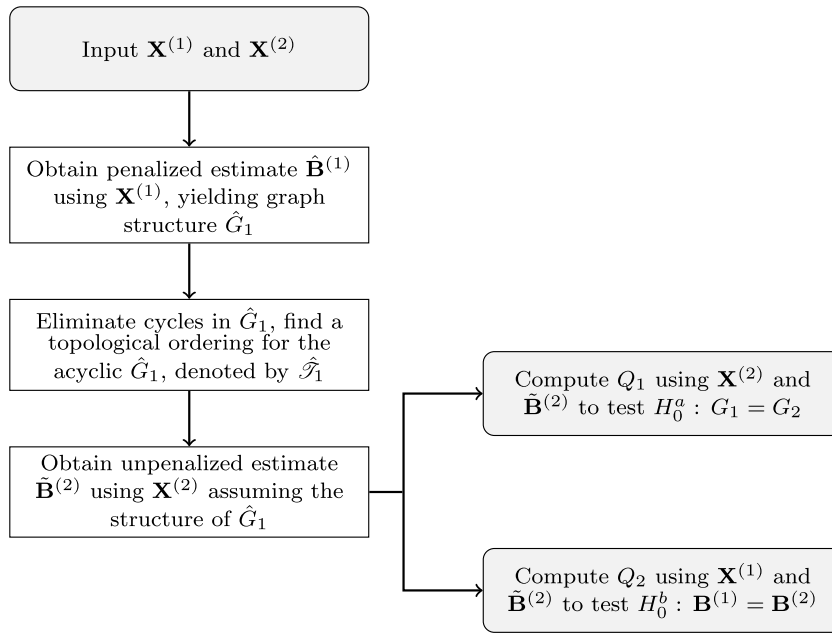 Input 𝐗⁽¹⁾ and 𝐗⁽²⁾
Obtain penalized estimate 𝐁̂⁽¹⁾
using 𝐗⁽¹⁾, yielding graph
structure Ĝ₁
Eliminate cycles in Ĝ₁, find a
topological ordering for the
acyclic Ĝ₁, denoted by 𝒯̂₁
Obtain unpenalized estimate
𝐁̃⁽²⁾ using 𝐗⁽²⁾ assuming the
structure of Ĝ₁
Compute Q₁ using 𝐗⁽²⁾ and
𝐁̃⁽²⁾ to test H₀ᵃ : G₁ = G₂
Compute Q₂ using 𝐗⁽¹⁾ and
𝐁̃⁽²⁾ to test H₀ᵇ : 𝐁⁽¹⁾ = 𝐁⁽²⁾